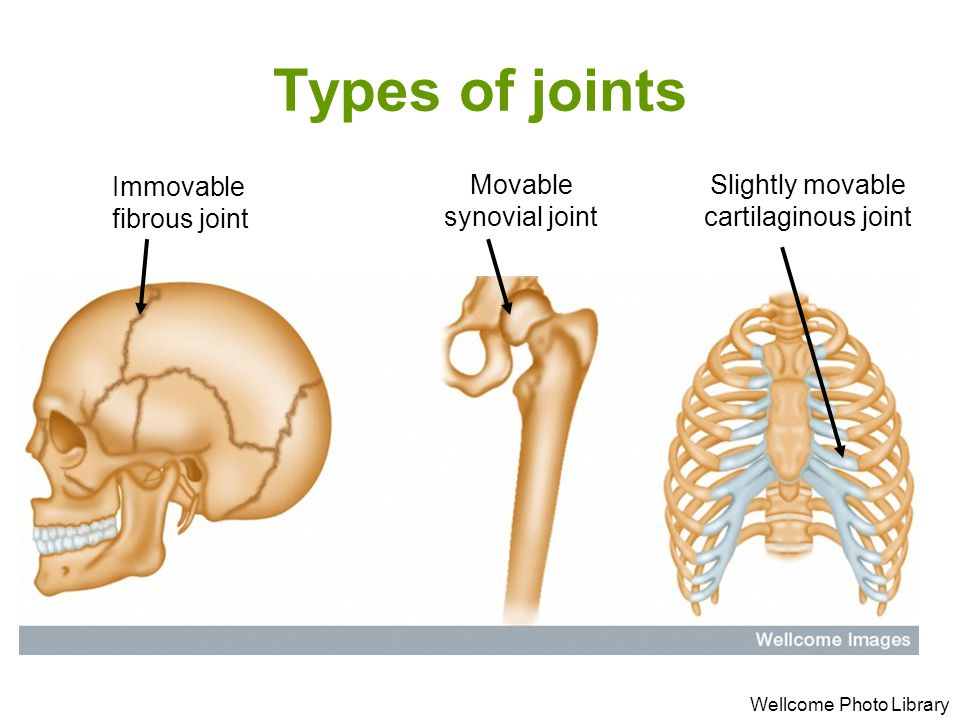 Types of joints
Immovable
fibrous joint
Movable
synovial joint
Slightly movable
cartilaginous joint
Wellcome Images
Wellcome Photo Library